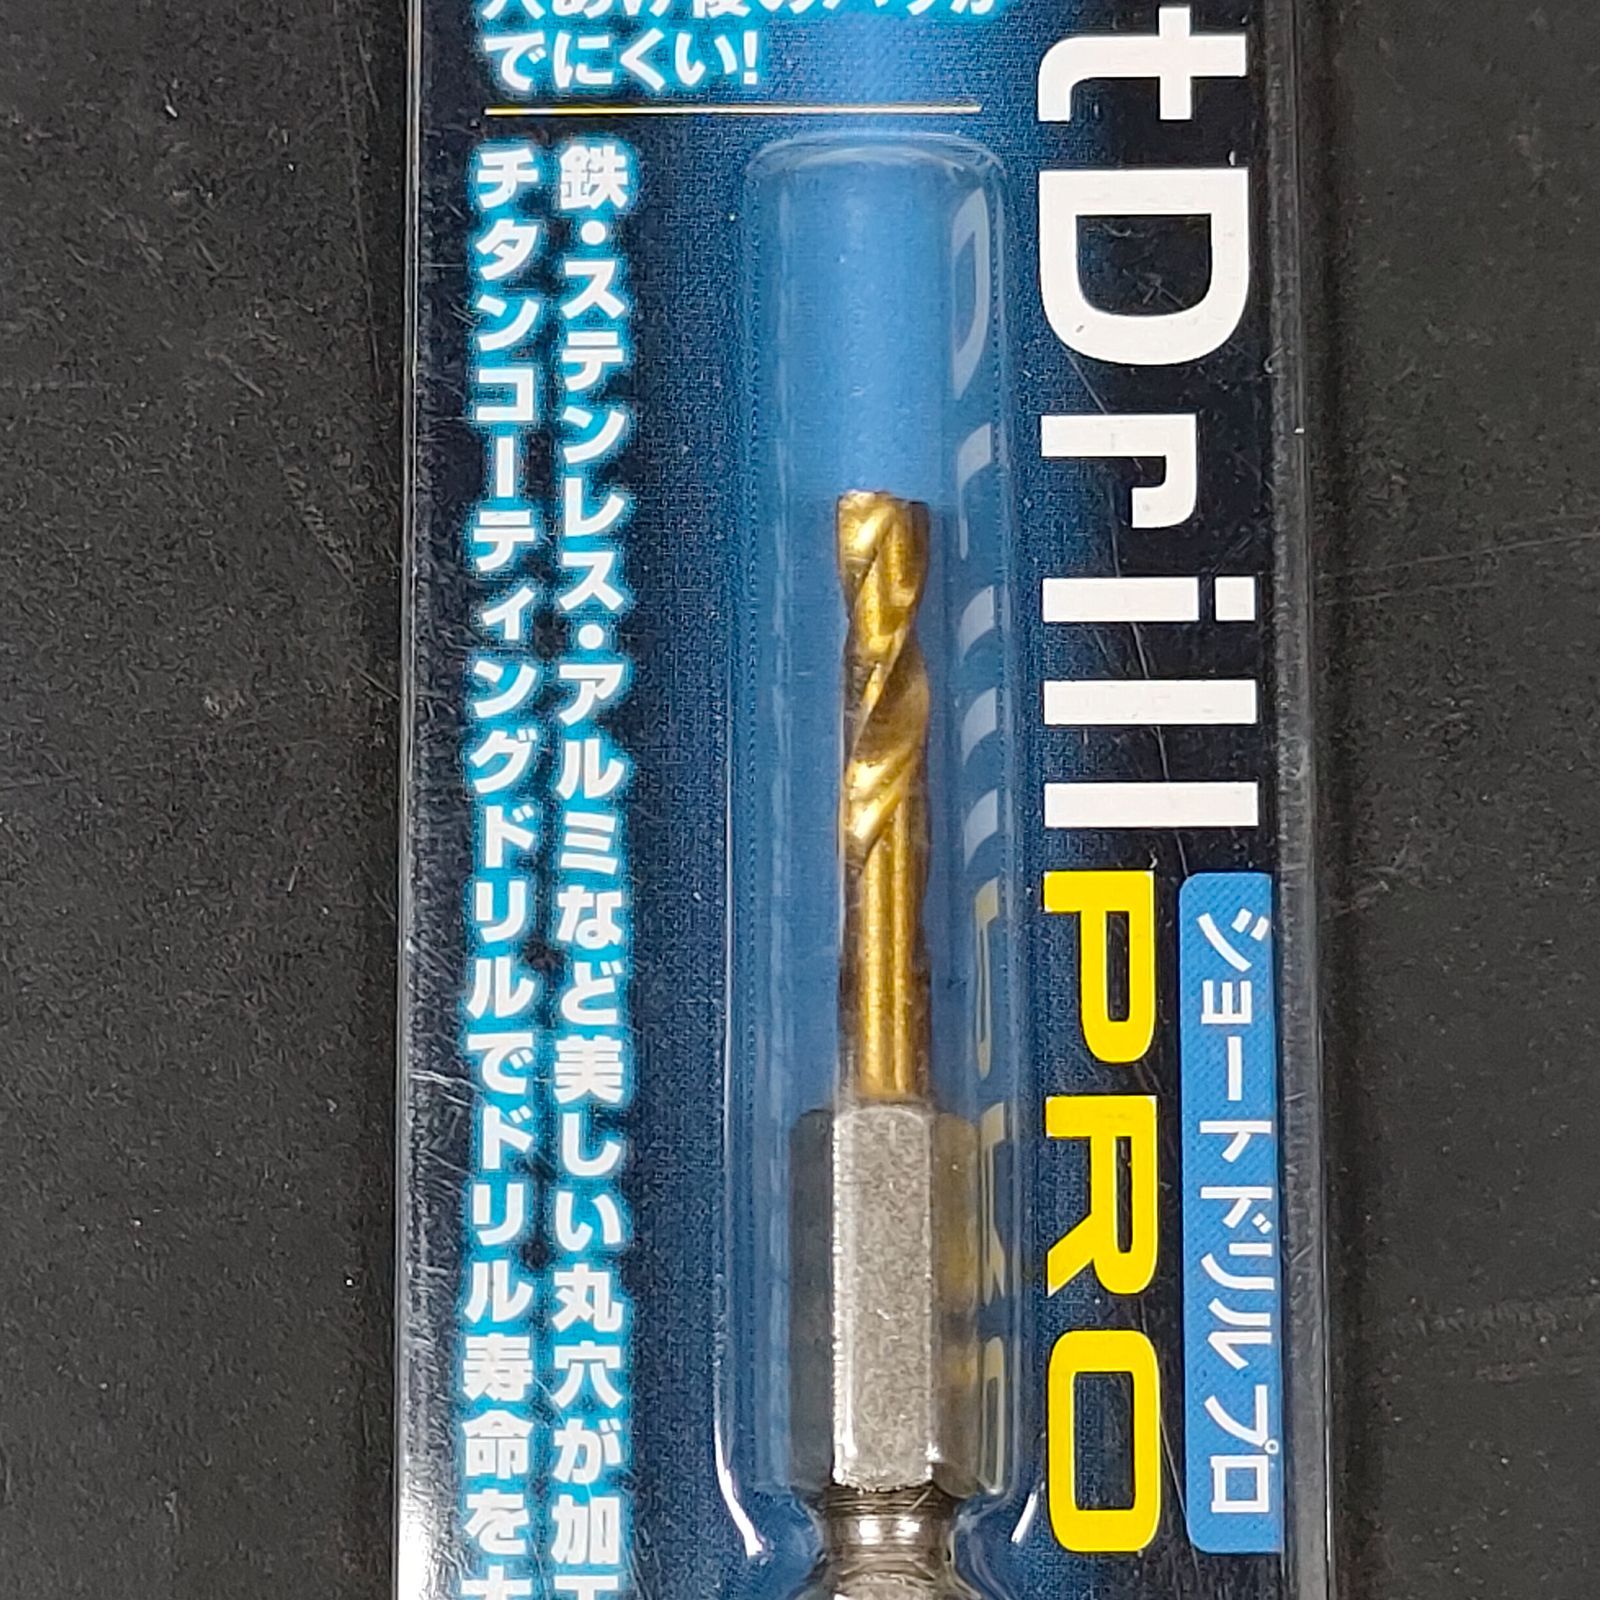 でにくい!
鉄・ステンレス・アルミなど美しい丸穴が加工
チタンコーティングドリルでドリル寿命を
tDrill PRO
ショートドリル プロ